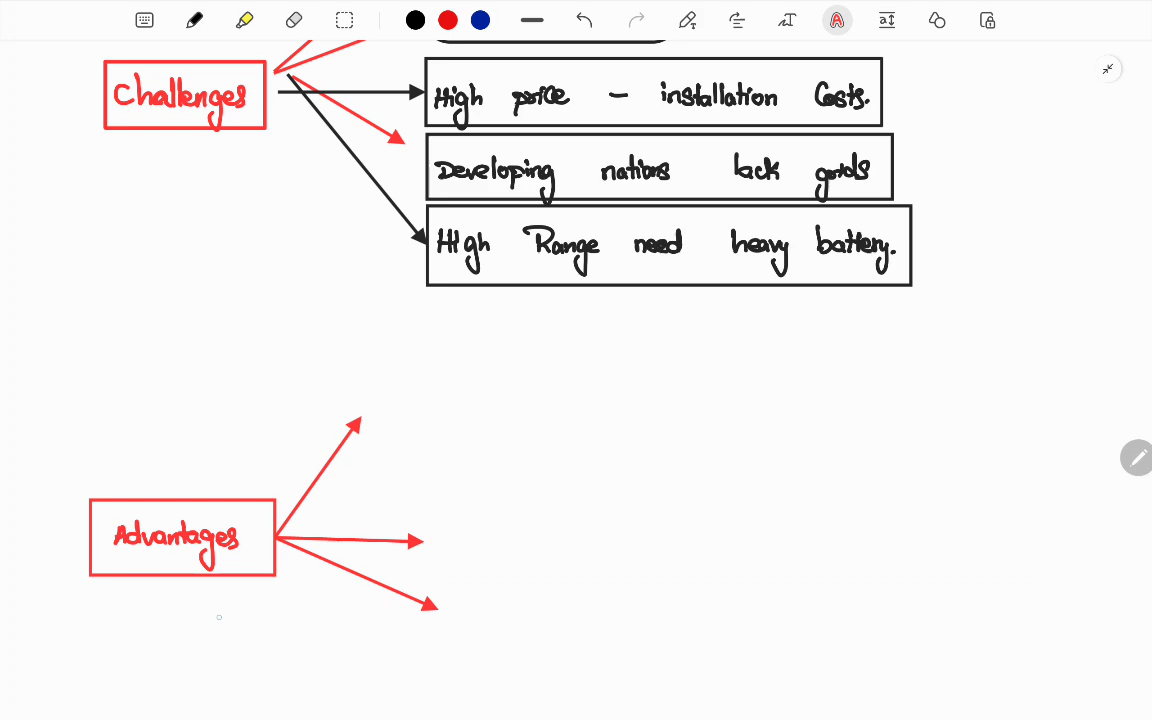 Challenges
High price - installation Costs.
Developing nations lack grids
High Range need heavy battery.
Advantages